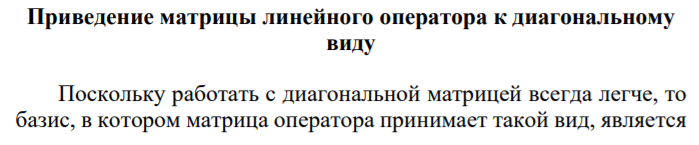 Приведение матрицы линейного оператора к диагональному
виду
Поскольку работать с диагональной матрицей всегда легче, то
базис, в котором матрица оператора принимает такой вид, является